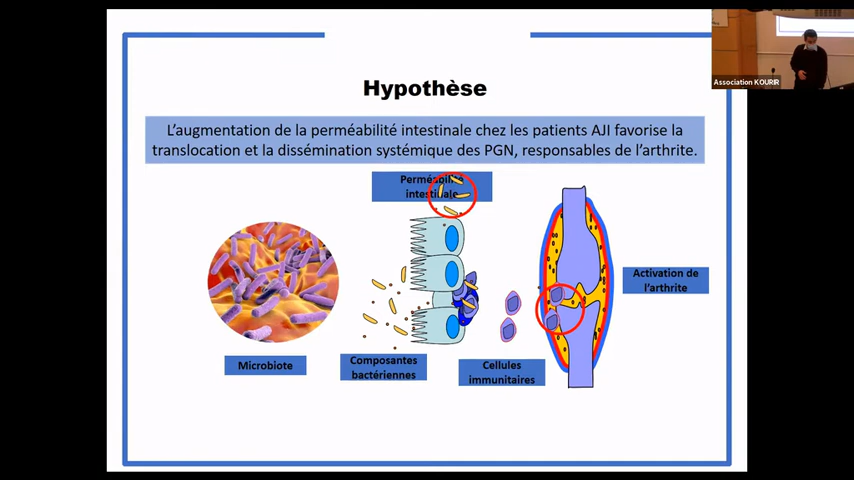 Association KOURIR
Hypothèse
L’augmentation de la perméabilité intestinale chez les patients AJI favorise la
translocation et la dissémination systémique des PGN, responsables de l’arthrite.
Perméabilité
intestinale
Activation de
l’arthrite
Microbiote
Composantes
bactériennes
Cellules
immunitaires